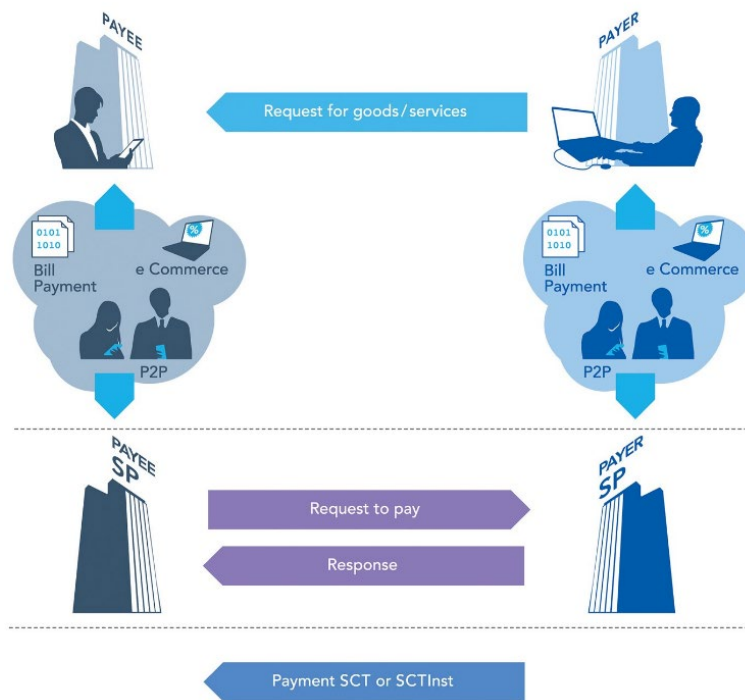 PAYEE
PAYER
Request for goods/services
0101
1010
%
Bill
Payment
e Commerce
P2P
0101
1010
%
Bill
Payment
e Commerce
P2P
PAYEE
SP
PAYER
SP
Request to pay
Response
Payment SCT or SCTInst